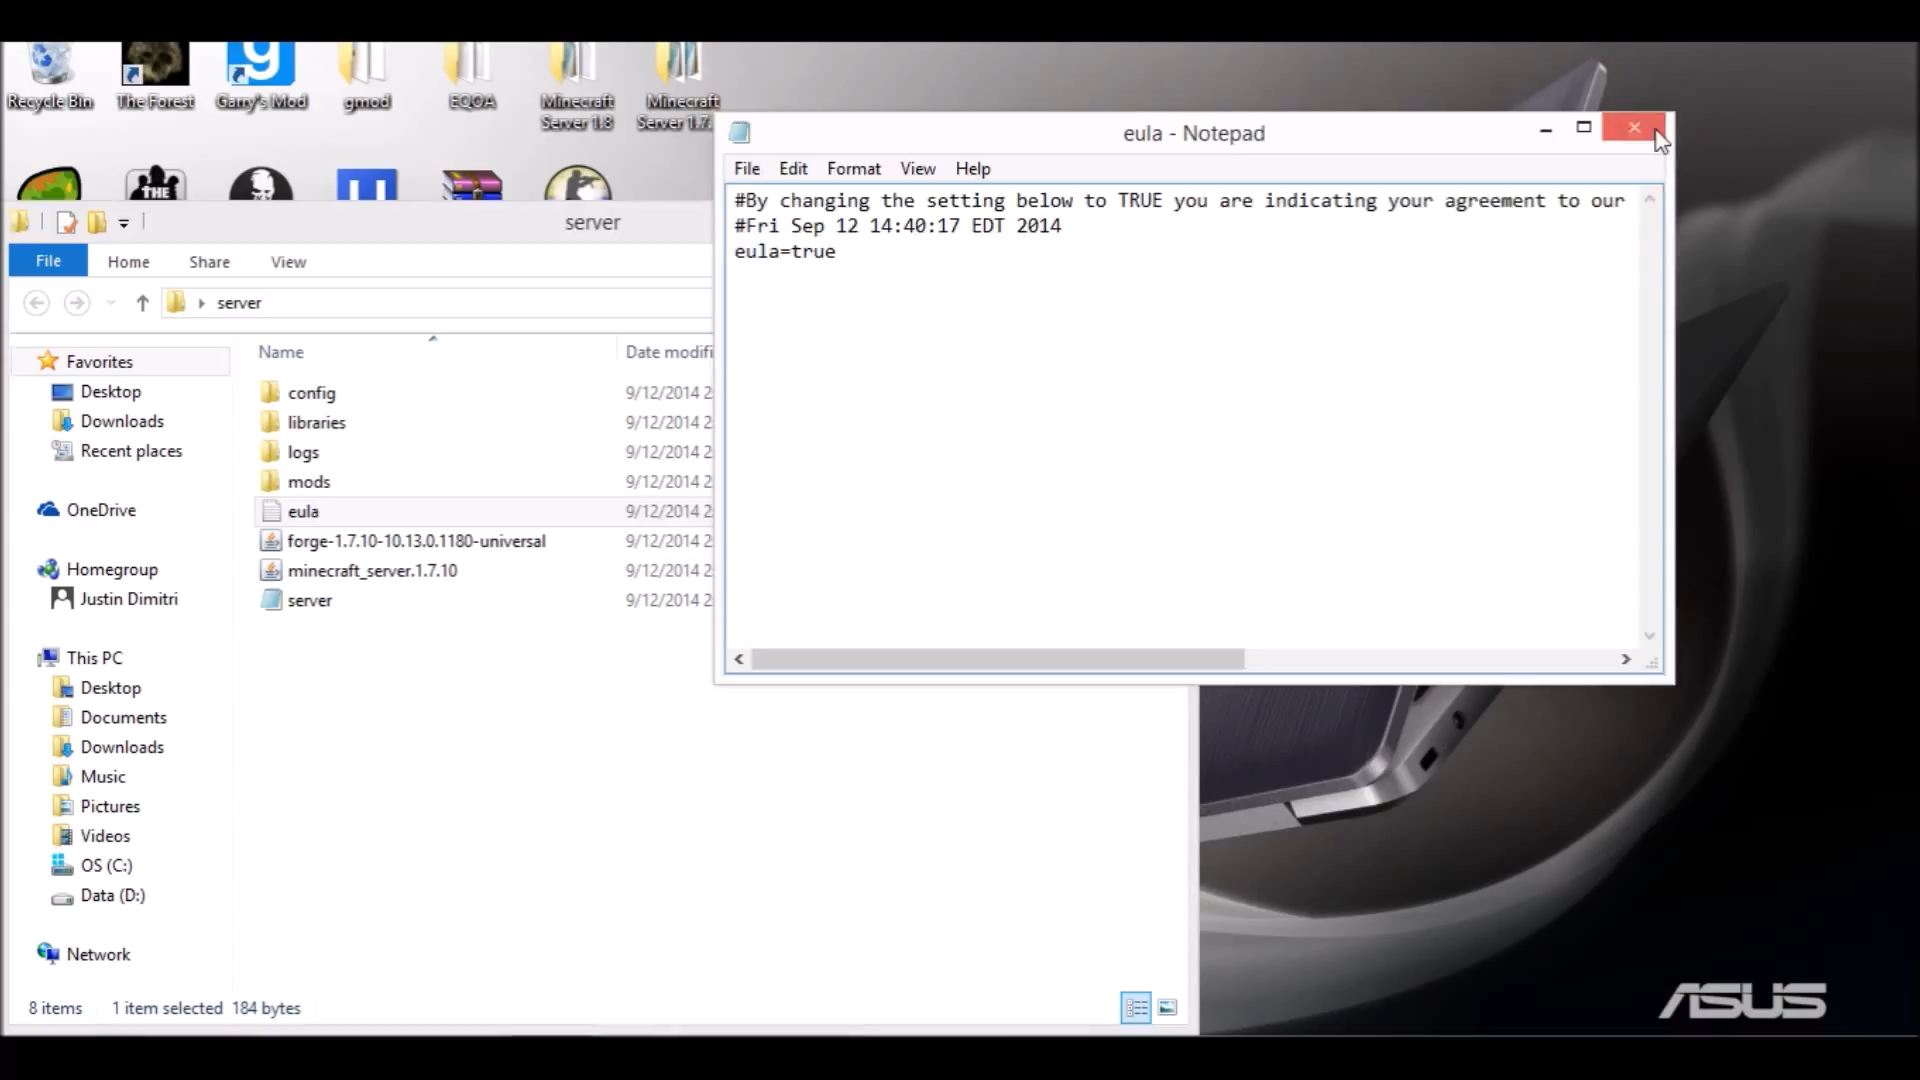 Recycle Bin
The Forest
Garry's Mod
gmod
EQOA
Minecraft Server 1.8
Minecraft Server 1.7.
THE
eula - Notepad
File Edit Format View Help
#By changing the setting below to TRUE you are indicating your agreement to our
#Fri Sep 12 14:40:17 EDT 2014
eula=true
server
File Home Share View
server
Name Date modifi
Favorites
Desktop
Downloads
Recent places
OneDrive
Homegroup
Justin Dimitri
This PC
Desktop
Documents
Downloads
Music
Pictures
Videos
OS (C:)
Data (D:)
Network
config 9/12/2014 2
libraries 9/12/2014 2
logs 9/12/2014 2
mods 9/12/2014 2
eula 9/12/2014 2
forge-1.7.10-10.13.0.1180-universal 9/12/2014 2
minecraft_server.1.7.10 9/12/2014 2
server 9/12/2014 2
8 items 1 item selected 184 bytes
ASUS